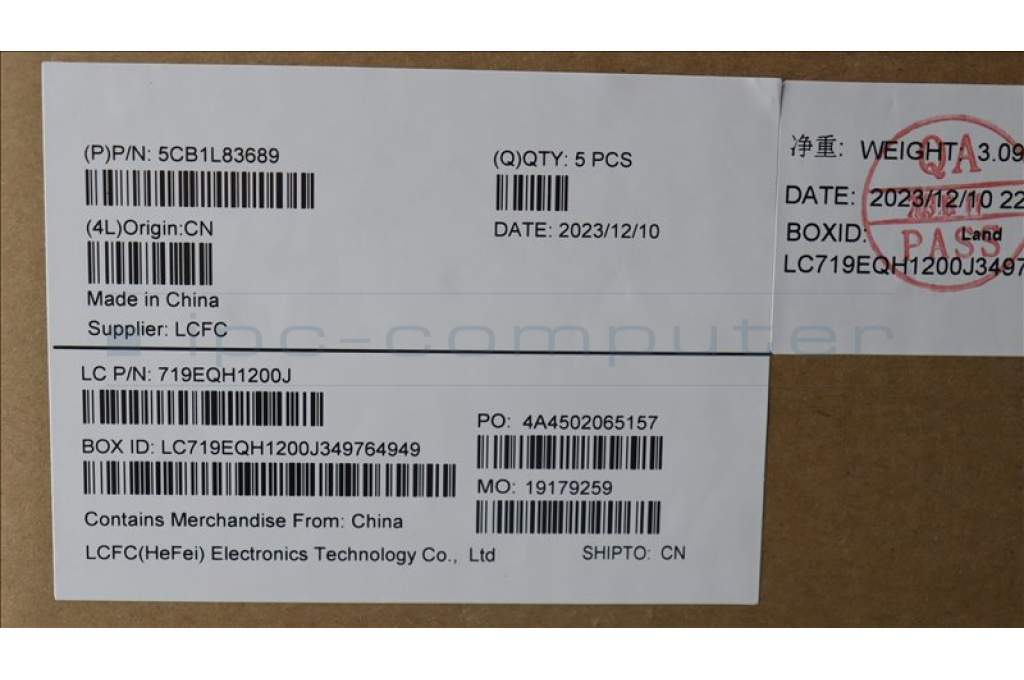 (P)P/N: 5CB1L83689
(Q)QTY: 5 PCS
(4L)Origin:CN
DATE: 2023/12/10
Made in China
Supplier: LCFC
LC P/N: 719EQH1200J
PO: 4A4502065157
BOX ID: LC719EQH1200J349764949
MO: 19179259
Contains Merchandise From: China
LCFC(HeFei) Electronics Technology Co., Ltd
SHIPTO: CN
净重: WEIGHT: 3.09
DATE: 2023/12/10 22
BOXID: Land
LC719EQH1200J3497
QA
PASS
ipc-computer